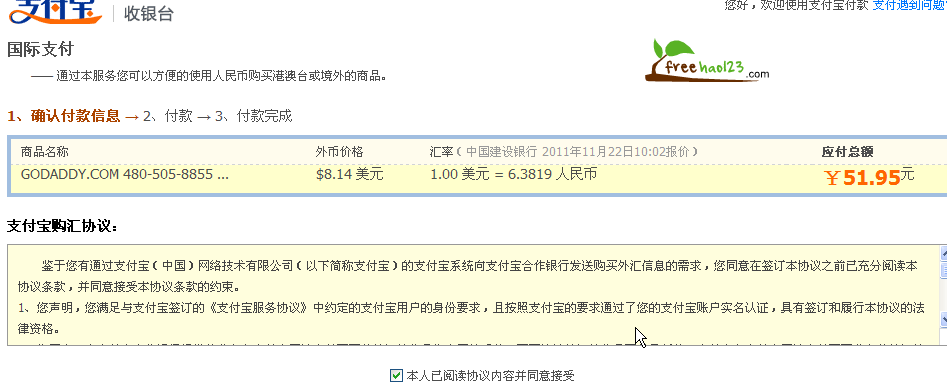 支付宝 | 收银台
您好，欢迎使用支付宝付款 支付遇到问题
国际支付
—— 通过本服务您可以方便的使用人民币购买港澳台或境外的商品。
freehao123.com
1、确认付款信息 → 2、付款 → 3、付款完成
商品名称 外币价格 汇率（中国建设银行 2011年11月22日10:02报价） 应付总额
GODADDY.COM 480-505-8855 ... $8.14 美元 1.00 美元 = 6.3819 人民币 ￥51.95元
支付宝购汇协议：
鉴于您有通过支付宝（中国）网络技术有限公司（以下简称支付宝）的支付宝系统向支付宝合作银行发送购买外汇信息的需求，您同意在签订本协议之前已充分阅读本
协议条款，并同意接受本协议条款的约束。
1、您声明，您满足与支付宝签订的《支付宝服务协议》中约定的支付宝用户的身份要求，且按照支付宝的要求通过了您的支付宝账户实名认证，具有签订和履行本协议的法
律资格。
本人已阅读协议内容并同意接受